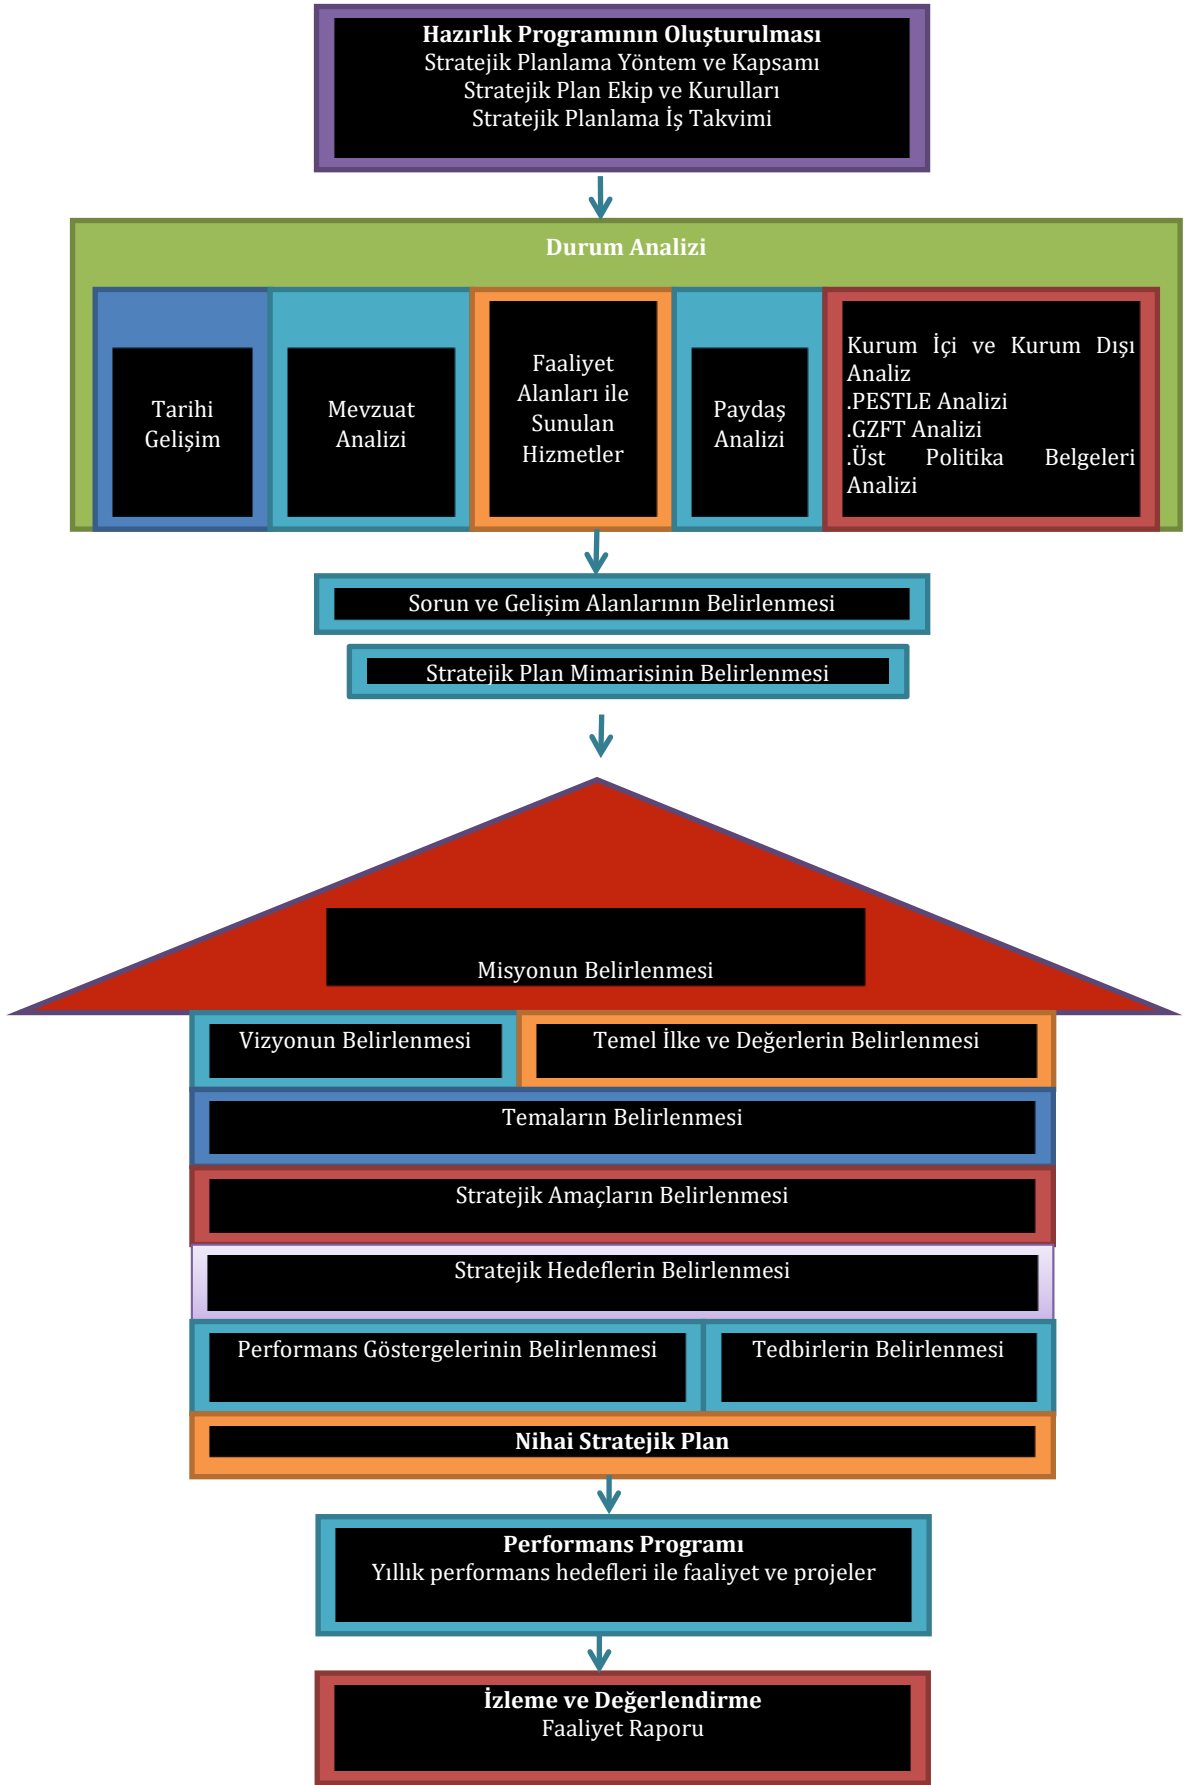 Hazırlık Programının Oluşturulması
Stratejik Planlama Yöntem ve Kapsamı
Stratejik Plan Ekip ve Kurulları
Stratejik Planlama İş Takvimi
Durum Analizi
Tarihi
Gelişim
Mevzuat
Analizi
Faaliyet
Alanları ile
Sunulan
Hizmetler
Paydaş
Analizi
Kurum İçi ve Kurum Dışı
Analiz
.PESTLE Analizi
.GZFT Analizi
.Üst Politika Belgeleri
Analizi
Sorun ve Gelişim Alanlarının Belirlenmesi
Stratejik Plan Mimarisinin Belirlenmesi
Misyonun Belirlenmesi
Vizyonun Belirlenmesi
Temel İlke ve Değerlerin Belirlenmesi
Temaların Belirlenmesi
Stratejik Amaçların Belirlenmesi
Stratejik Hedeflerin Belirlenmesi
Performans Göstergelerinin Belirlenmesi
Tedbirlerin Belirlenmesi
Nihai Stratejik Plan
Performans Programı
Yıllık performans hedefleri ile faaliyet ve projeler
İzleme ve Değerlendirme
Faaliyet Raporu